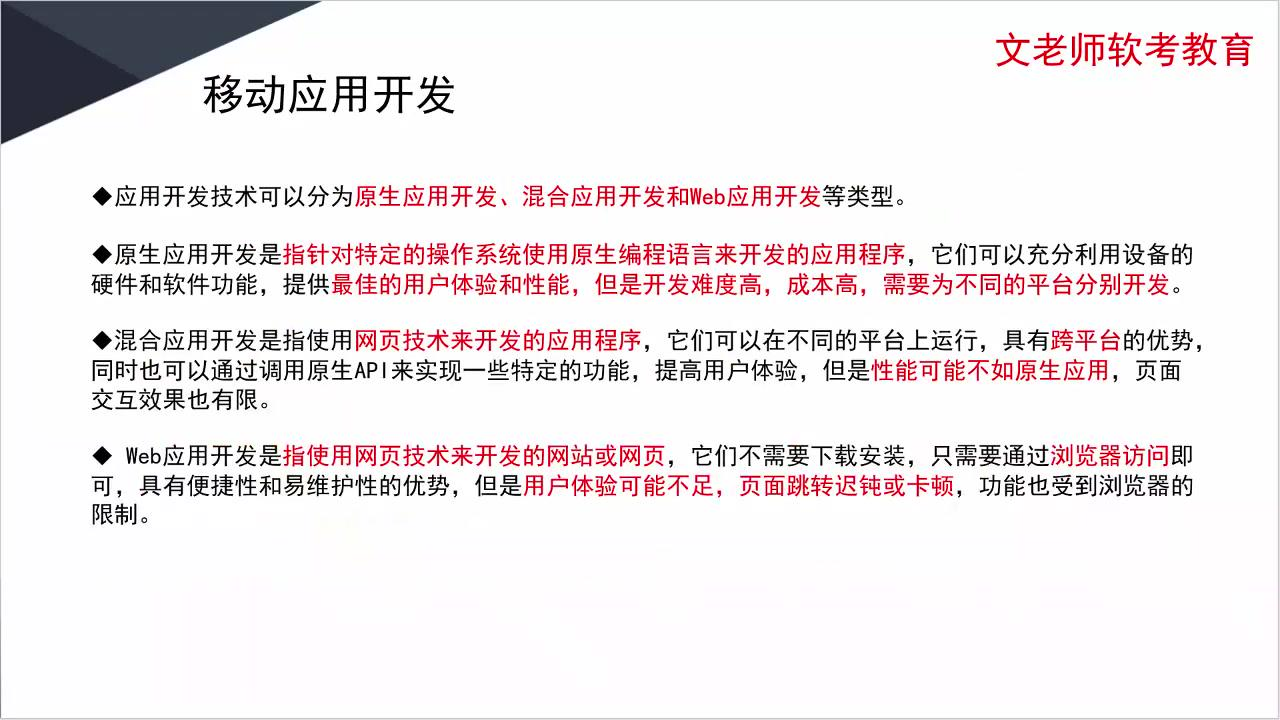 文老师软考教育
移动应用开发
◆应用开发技术可以分为原生应用开发、混合应用开发和Web应用开发等类型。
◆原生应用开发是指针对特定的操作系统使用原生编程语言来开发的应用程序，它们可以充分利用设备的
硬件和软件功能，提供最佳的用户体验和性能，但是开发难度高，成本高，需要为不同的平台分别开发。
◆混合应用开发是指使用网页技术来开发的应用程序，它们可以在不同的平台上运行，具有跨平台的优势，
同时也可以通过调用原生API来实现一些特定的功能，提高用户体验，但是性能可能不如原生应用，页面
交互效果也有限。
◆ Web应用开发是指使用网页技术来开发的网站或网页，它们不需要下载安装，只需要通过浏览器访问即
可，具有便捷性和易维护性的优势，但是用户体验可能不足，页面跳转迟钝或卡顿，功能也受到浏览器的
限制。